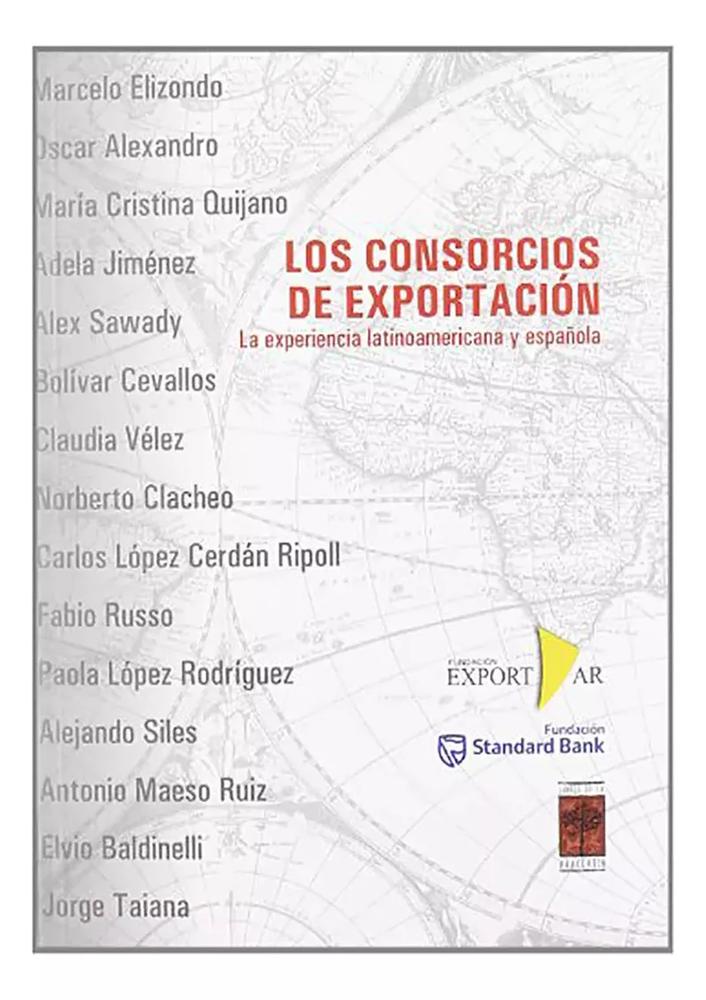 Marcelo Elizondo
Oscar Alexandro
María Cristina Quijano
Adela Jiménez
Alex Sawady
Bolívar Cevallos
Claudia Vélez
Norberto Clacheo
Carlos López Cerdán Ripoll
Fabio Russo
Paola López Rodríguez
Alejando Siles
Antonio Maeso Ruiz
Elvio Baldinelli
Jorge Taiana
LOS CONSORCIOS
DE EXPORTACIÓN
La experiencia latinoamericana y española
FUNDACIÓN
EXPORT AR
Fundación
Standard Bank